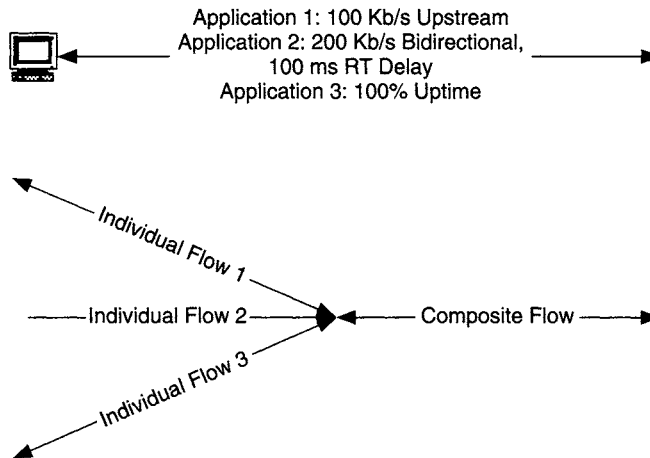 Application 1: 100 Kb/s Upstream
Application 2: 200 Kb/s Bidirectional,
100 ms RT Delay
Application 3: 100% Uptime
Individual Flow 1
Individual Flow 2
Composite Flow
Individual Flow 3